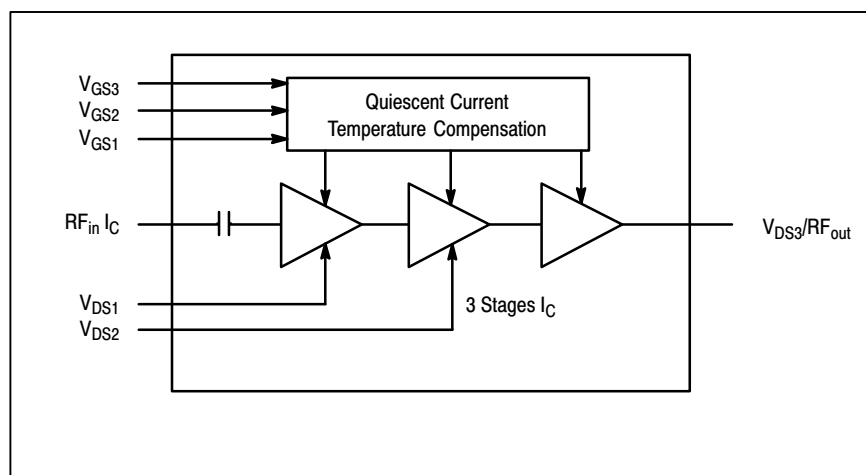 VGS3
VGS2
VGS1
Quiescent Current
Temperature Compensation
RFin IC
VDS3/RFout
VDS1
VDS2
3 Stages IC